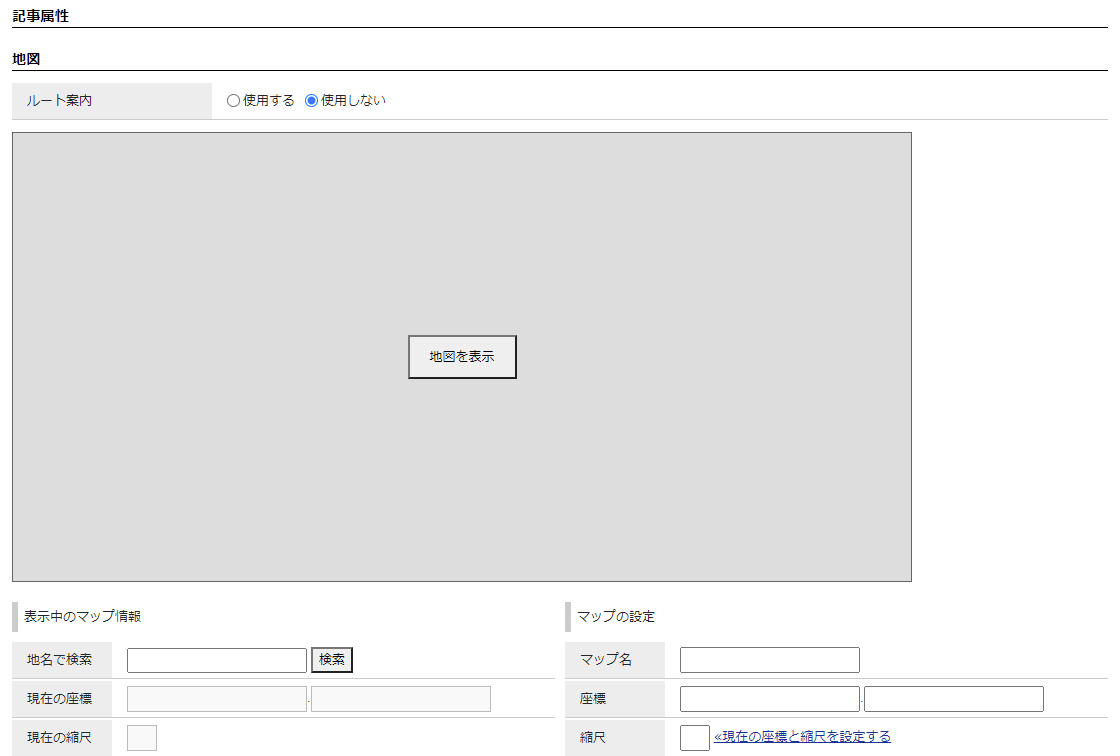 記事属性
地図
ルート案内 使用する 使用しない
地図を表示
表示中のマップ情報
地名で検索 検索
現在の座標 ,
現在の縮尺
マップの設定
マップ名
座標 ,
縮尺 «現在の座標と縮尺を設定する